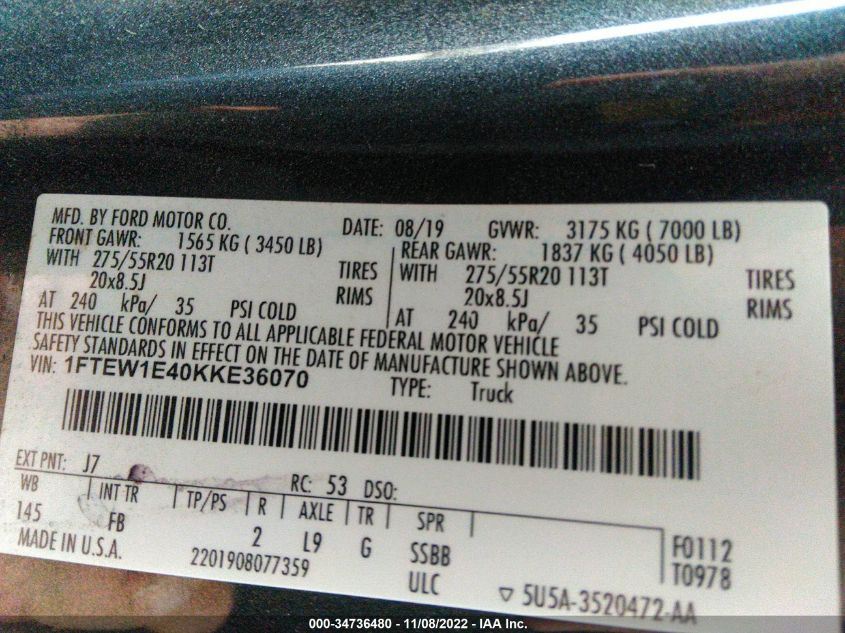 MFD. BY FORD MOTOR CO. DATE: 08/19 GVWR: 3175 KG ( 7000 LB)
FRONT GAWR: 1565 KG ( 3450 LB) REAR GAWR: 1837 KG ( 4050 LB)
WITH 275/55R20 113T TIRES WITH 275/55R20 113T TIRES
20x8.5J RIMS 20x8.5J RIMS
AT 240 kPa/ 35 PSI COLD AT 240 kPa/ 35 PSI COLD
THIS VEHICLE CONFORMS TO ALL APPLICABLE FEDERAL MOTOR VEHICLE
SAFETY STANDARDS IN EFFECT ON THE DATE OF MANUFACTURE SHOWN ABOVE.
VIN: 1FTEW1E40KKE36070 TYPE: Truck
EXT PNT: J7 RC: 53 DSO:
WB INT TR TP/PS R AXLE TR SPR
145 FB 2 L9 G SSBB F0112
MADE IN U.S.A. 2201908077359 ULC T0978
▽ 5U5A-3520472-AA
000-34736480 - 11/08/2022 - IAA Inc.